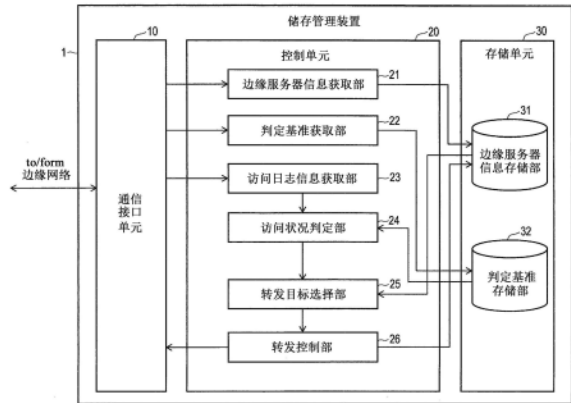 储存管理装置
1
10
20
30
控制单元
存储单元
边缘服务器信息获取部
21
判定基准获取部
22
访问日志信息获取部
23
访问状况判定部
24
转发目标选择部
25
转发控制部
26
to/form
边缘网络
通信
接口
单元
31
边缘服务器
信息存储部
32
判定基准
存储部